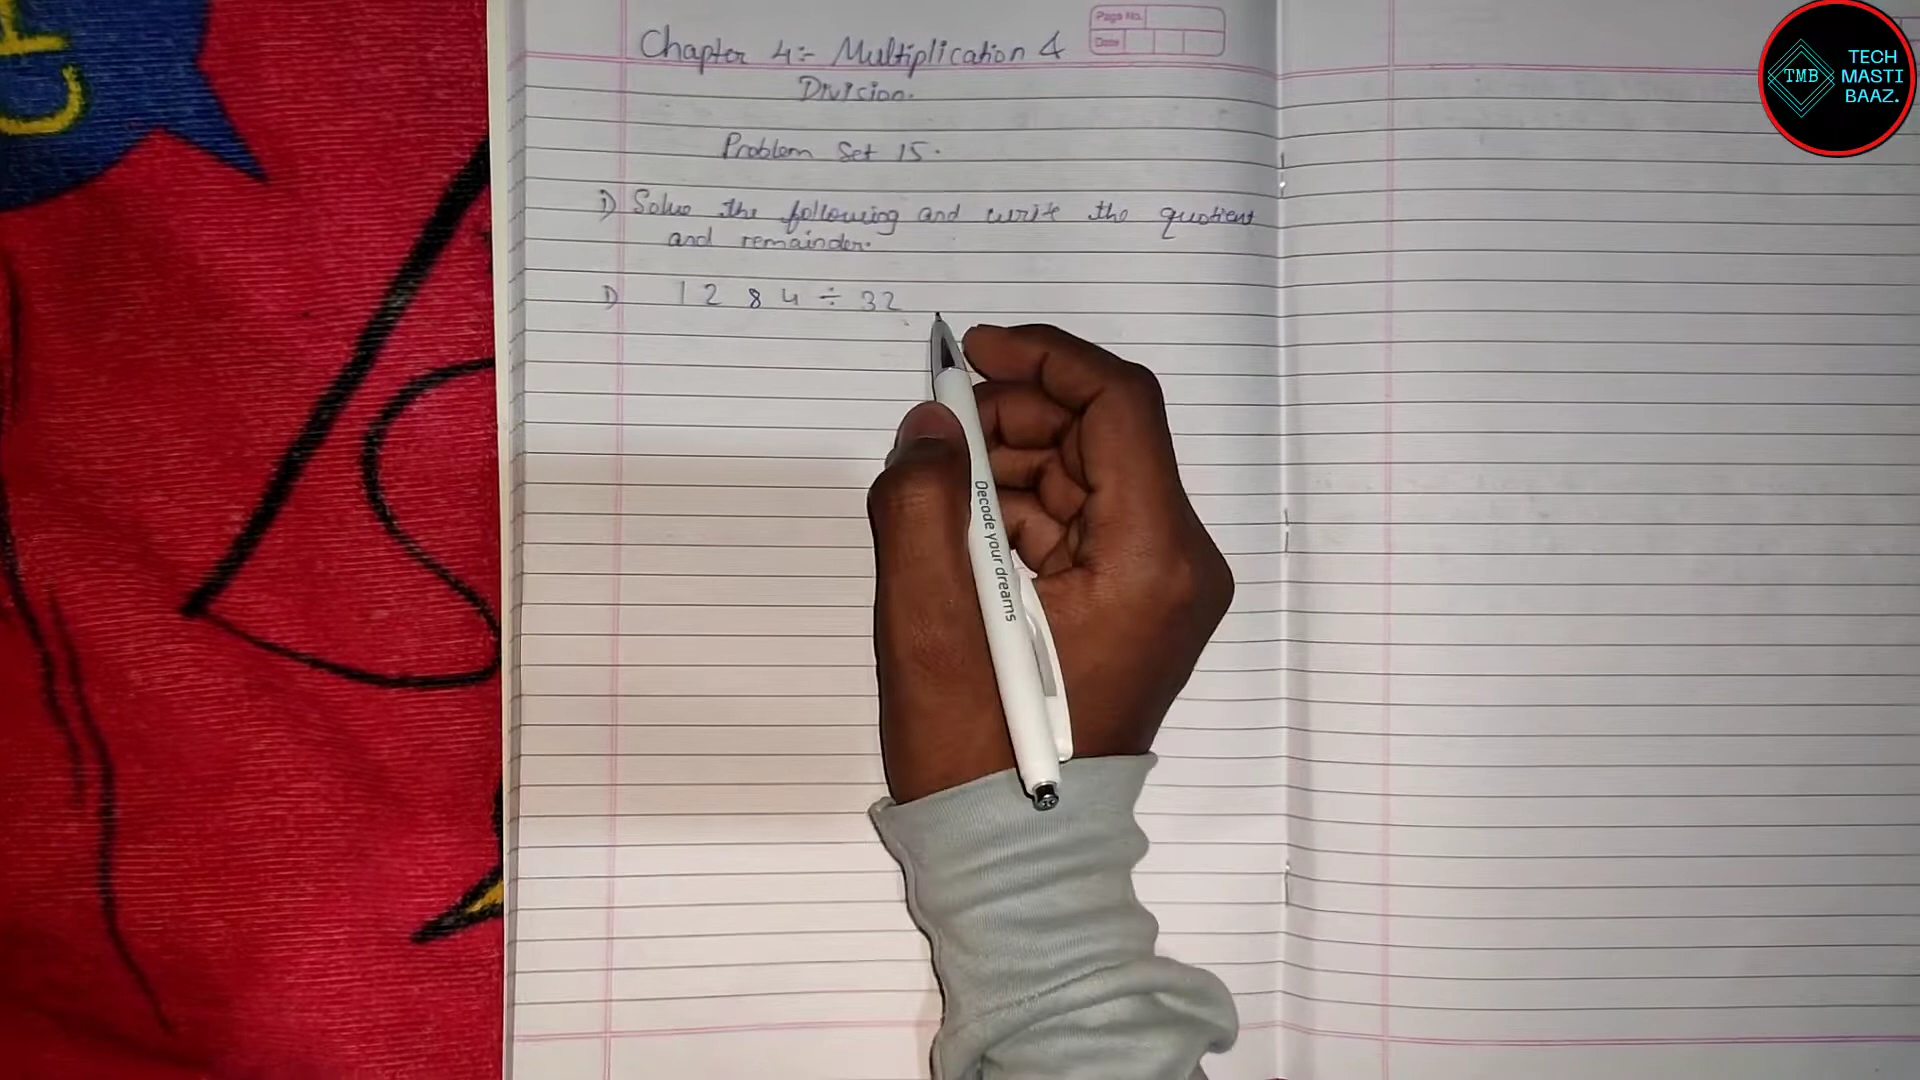 Page No.
Date
Chapter 4:- Multiplication &
Division.
Problem Set 15.
1) Solve the following and write the quotient
and remainder.
1) 1284 ÷ 32
Decode your dreams
TMB
TECH
MASTI
BAAZ.